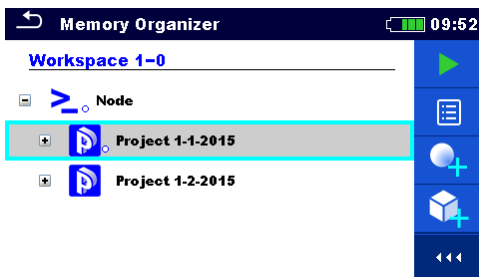 Memory Organizer
09:52
Workspace 1-0
Node
Project 1-1-2015
Project 1-2-2015